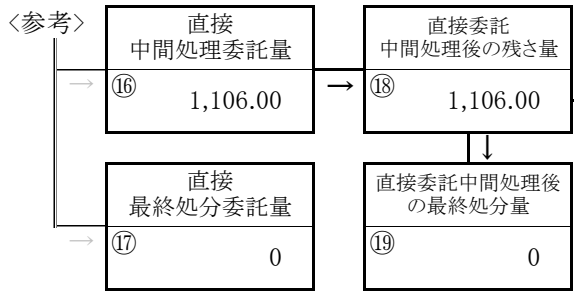 〈参考〉
直接
中間処理委託量
→
⑯
1,106.00
→
直接委託
中間処理後の残さ量
⑱
1,106.00
↓
直接
最終処分委託量
→
⑰
0
直接委託中間処理後
の最終処分量
⑲
0